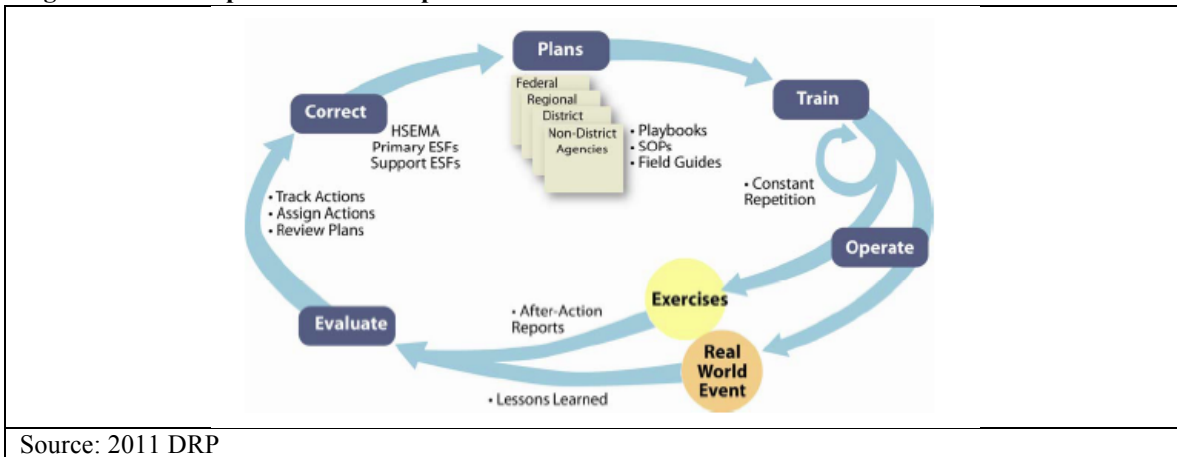 Plans
Federal
Regional
District
Non-District
Agencies
• Playbooks
• SOPs
• Field Guides
Train
• Constant
Repetition
Operate
Exercises
Real
World
Event
• After-Action
Reports
• Lessons Learned
Evaluate
• Track Actions
• Assign Actions
• Review Plans
Correct
HSEMA
Primary ESFs
Support ESFs
Source: 2011 DRP